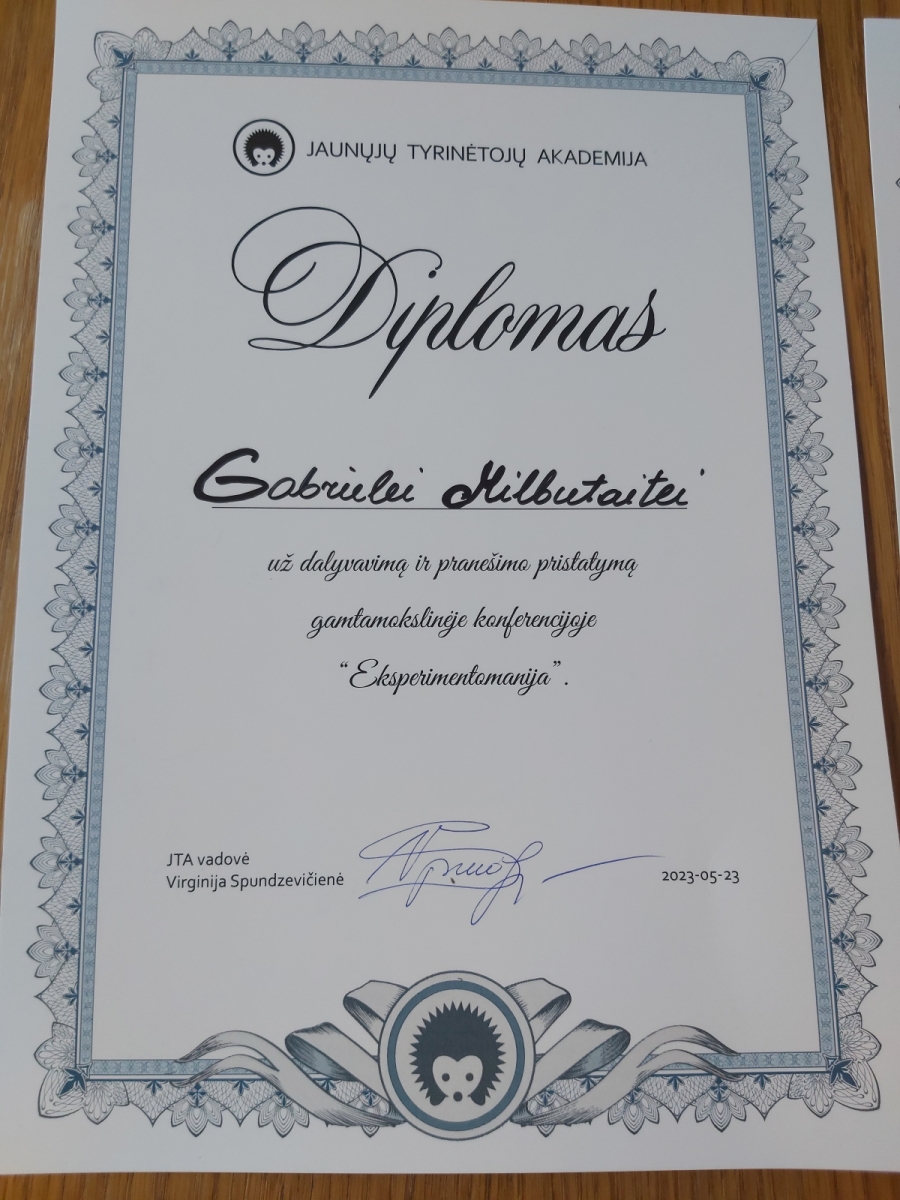 JAUNŲJŲ TYRINĖTOJŲ AKADEMIJA
Diplomas
Gabrielei Milbutaitei
už dalyvavimą ir pranešimo pristatymą
gamtamokslinėje konferencijoje
“Eksperimentomanija”.
JTA vadovė
Virginija Spundzevičienė
2023-05-23